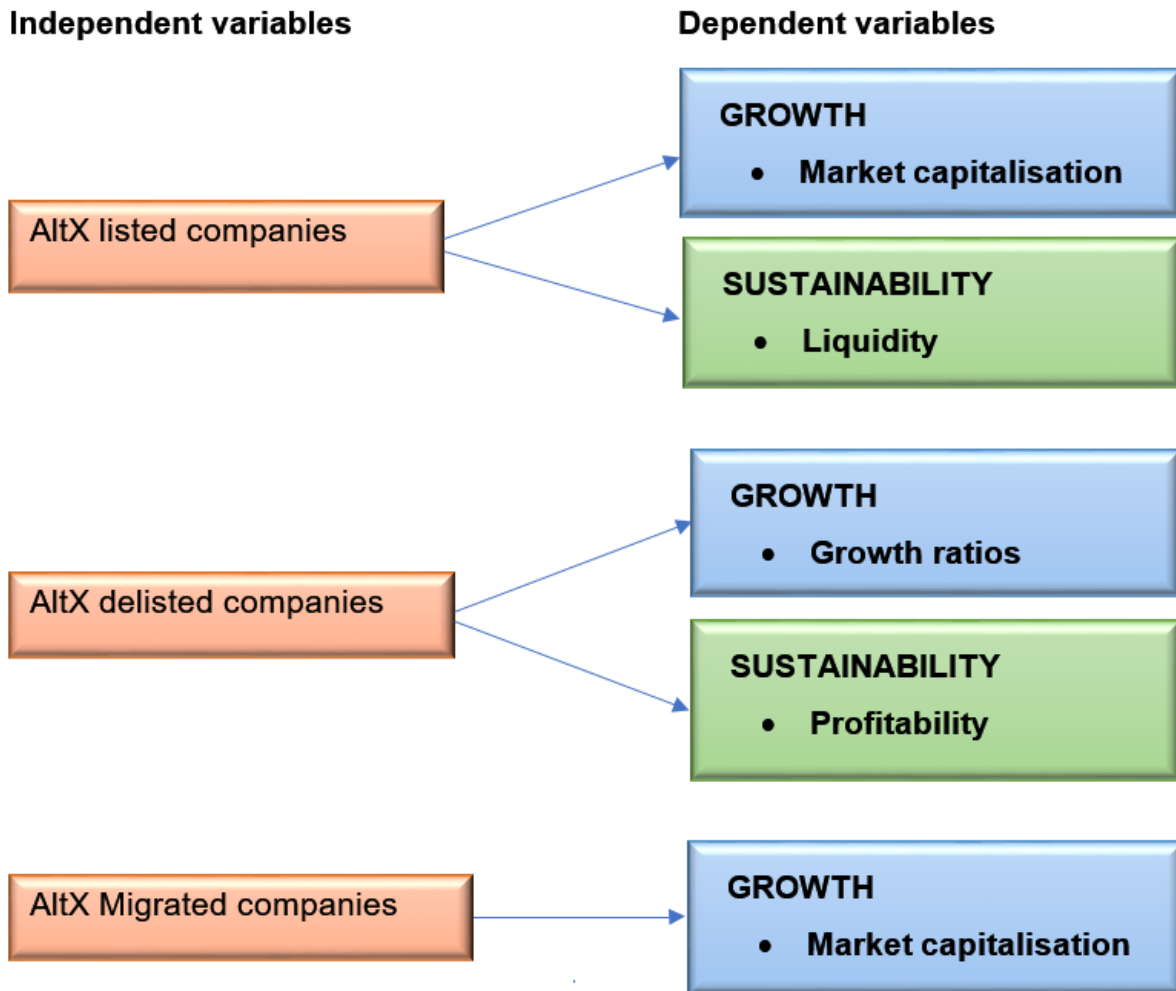 Independent variables
Dependent variables
GROWTH
• Market capitalisation
AltX listed companies
SUSTAINABILITY
• Liquidity
GROWTH
• Growth ratios
AltX delisted companies
SUSTAINABILITY
• Profitability
AltX Migrated companies
GROWTH
• Market capitalisation